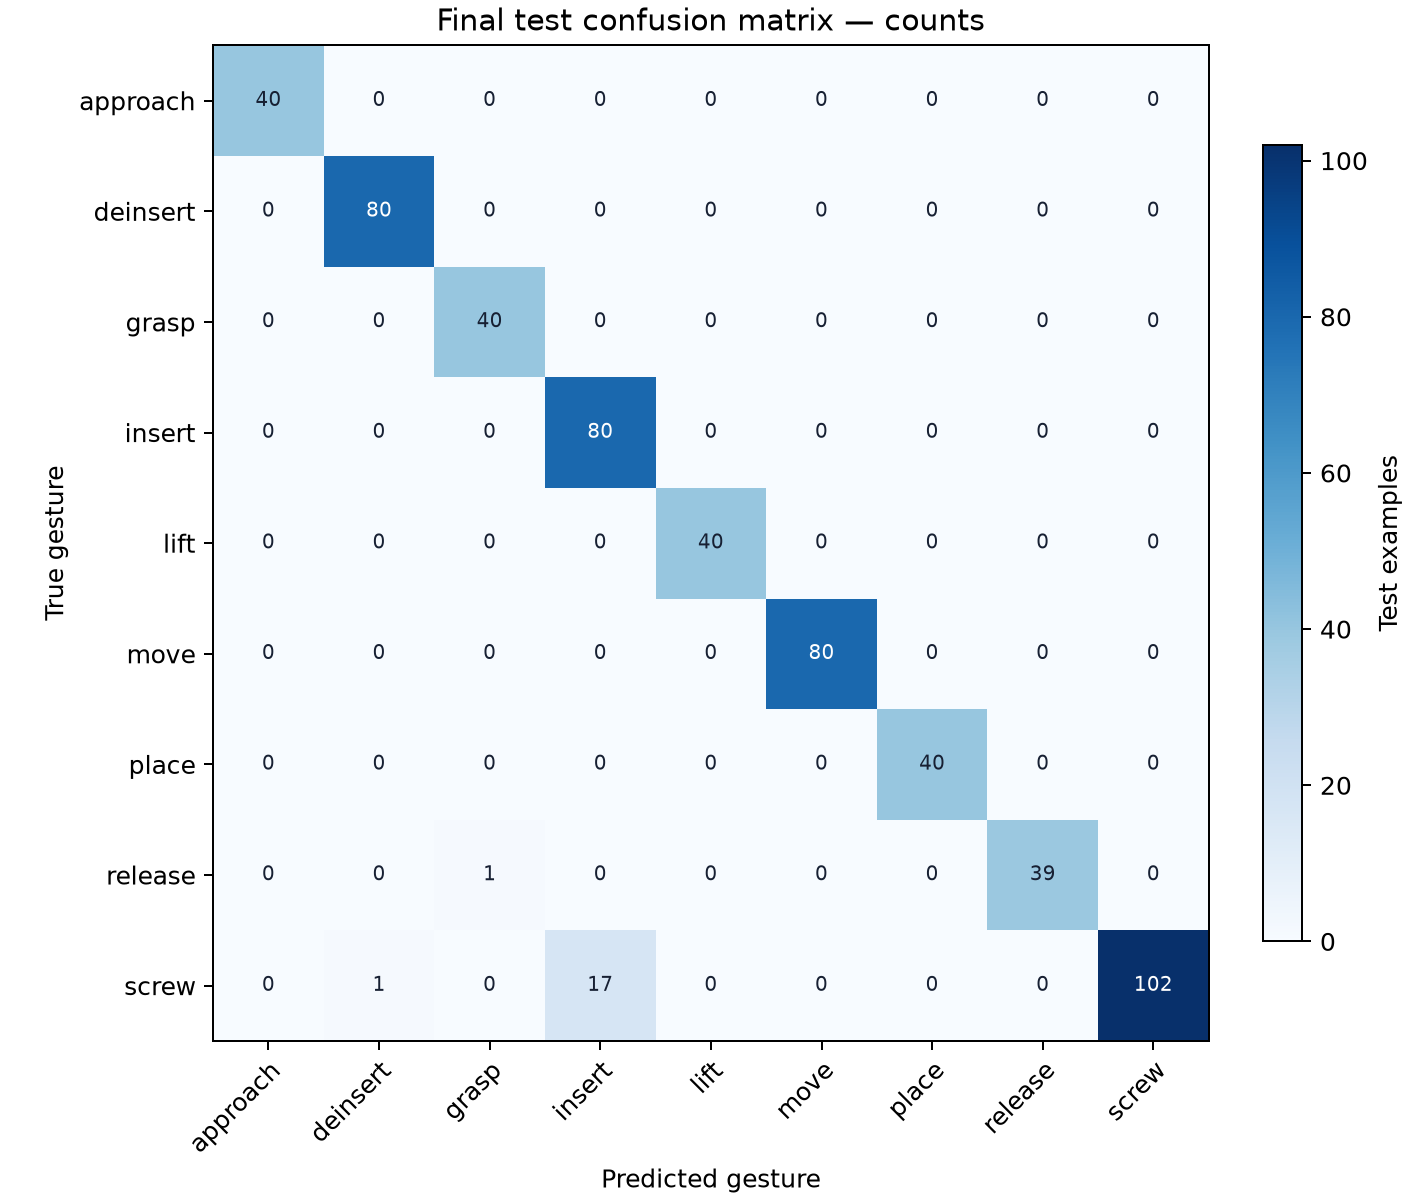 Final test confusion matrix — counts
approach 40 0 0 0 0 0 0 0 0
deinsert 0 80 0 0 0 0 0 0 0
grasp 0 0 40 0 0 0 0 0 0
insert 0 0 0 80 0 0 0 0 0
lift 0 0 0 0 40 0 0 0 0
move 0 0 0 0 0 80 0 0 0
place 0 0 0 0 0 0 40 0 0
release 0 0 1 0 0 0 0 39 0
screw 0 1 0 17 0 0 0 0 102
approach deinsert grasp insert lift move place release screw
Predicted gesture
True gesture
100
80
60
40
20
0
Test examples